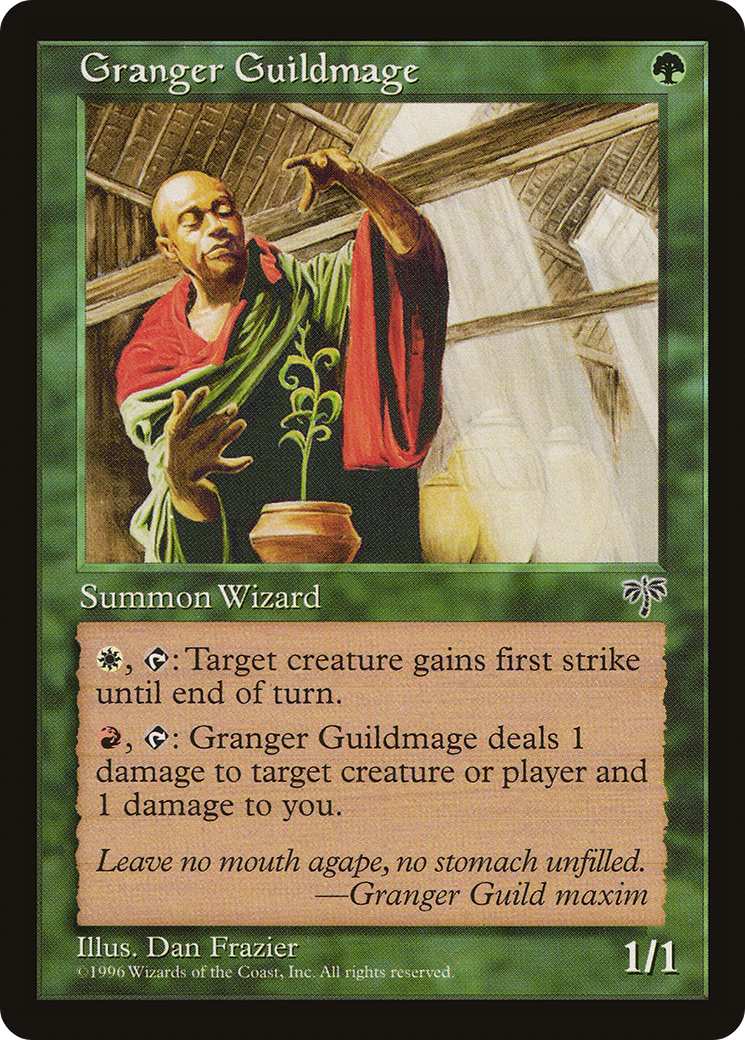 Granger Guildmage
Summon Wizard
, : Target creature gains first strike
until end of turn.
, : Granger Guildmage deals 1
damage to target creature or player and
1 damage to you.
Leave no mouth agape, no stomach unfilled.
—Granger Guild maxim
Illus. Dan Frazier
©1996 Wizards of the Coast, Inc. All rights reserved.
1/1